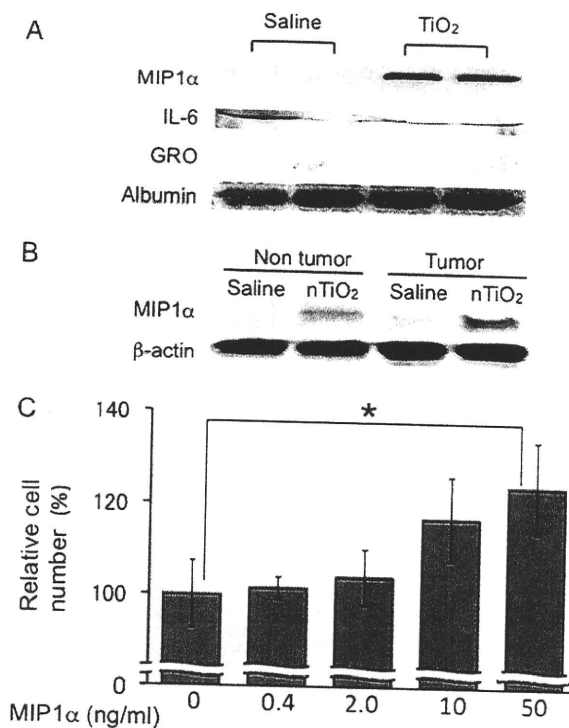 A
Saline TiO₂
MIP1α
IL-6
GRO
Albumin
B
Non tumor Tumor
Saline nTiO₂ Saline nTiO₂
MIP1α
β-actin
C
*
140
120
100
0
Relative cell
number (%)
0 0.4 2.0 10 50
MIP1α (ng/ml)